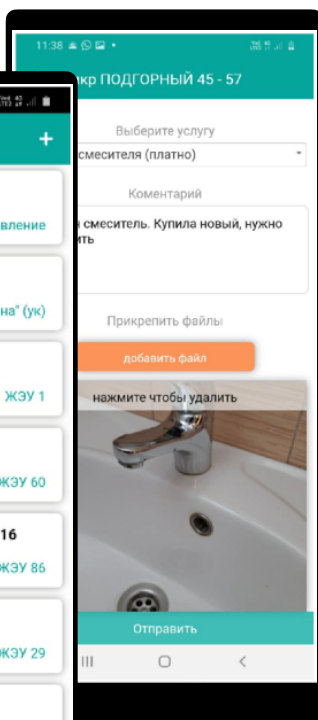 11:38
мкр ПОДГОРНЫЙ 45 - 57
Выберите услугу
смесителя (платно)
Коментарий
смеситель. Купила новый, нужно
ить
Прикрепить файлы
добавить файл
нажмите чтобы удалить
Отправить
+
вление
на" (ук)
ЖЭУ 1
ЖЭУ 60
16
ЖЭУ 86
ЖЭУ 29